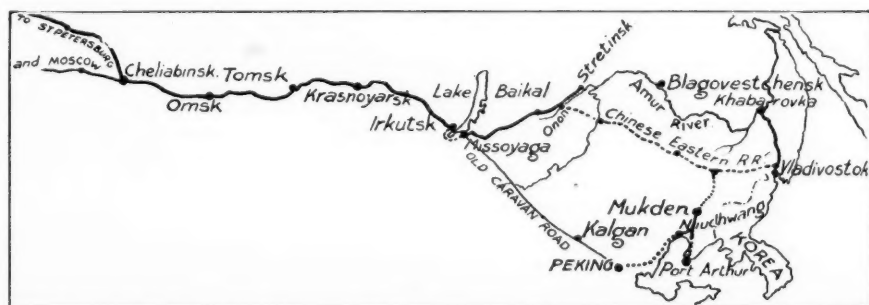 TO ST. PETERSBURG
and MOSCOW
Cheliabinsk.
Tomsk
Omsk
Krasnoyarsk
Irkutsk
Lake Baikal
Missoyaga
Stretinsk
Onon
Blagovestchensk
Khabarovka
Amur River
Chinese Eastern RR
Vladivostok
OLD CARAVAN ROAD
Mukden
Kalgan
PEKING
Port Arthur
KOREA